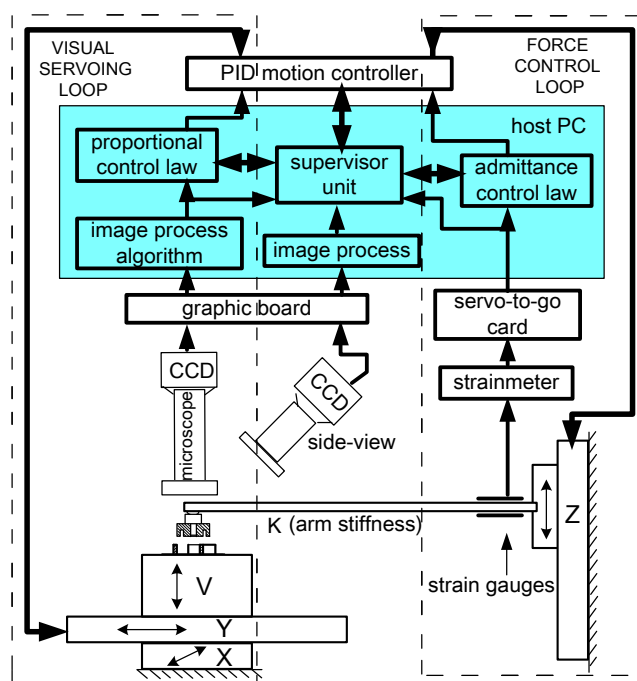 VISUAL
SERVOING
LOOP
PID motion controller
FORCE
CONTROL
LOOP
host PC
proportional
control law
supervisor
unit
admittance
control law
image process
algorithm
image process
graphic board
servo-to-go
card
CCD
CCD
strainmeter
microscope
side-view
K (arm stiffness)
Z
strain gauges
V
Y
X